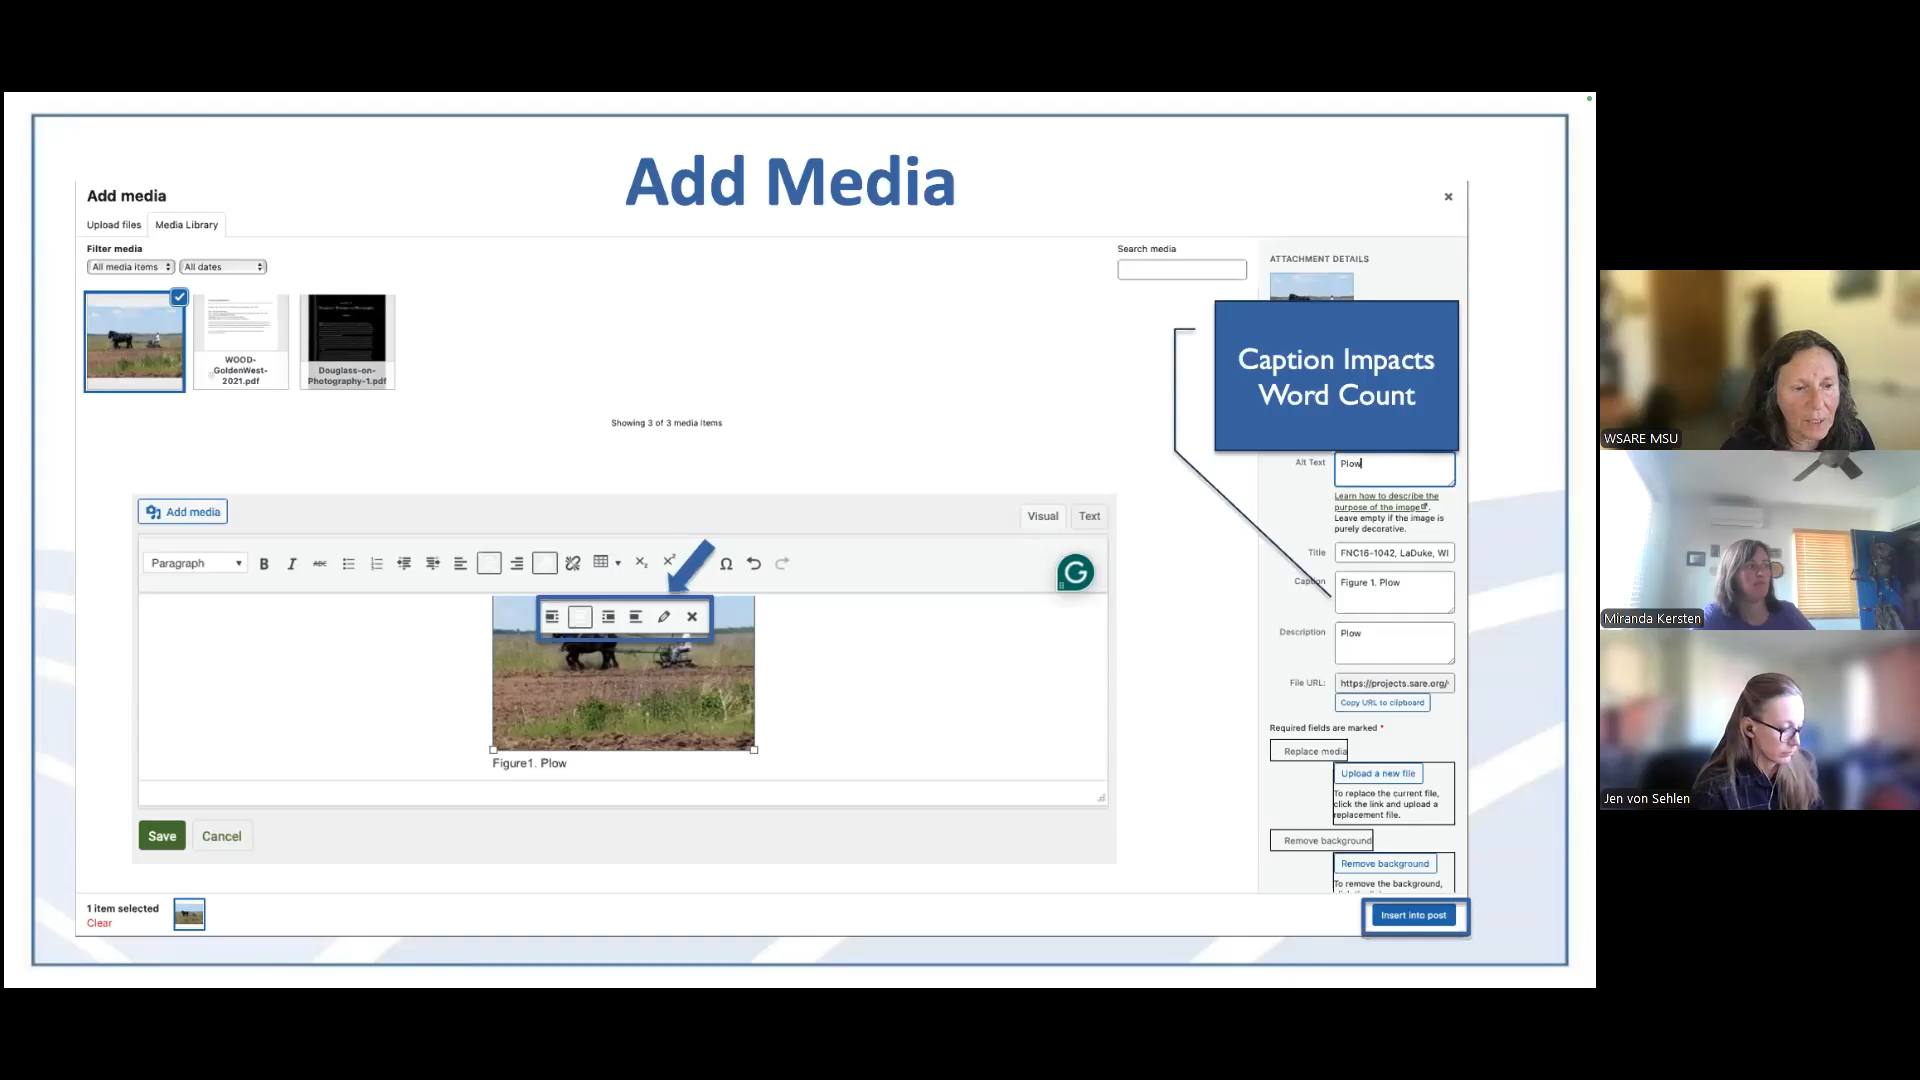 Add Media
Add media
Upload files
Media Library
Filter media
All media items
All dates
Search media
WOOD-
GoldenWest-
2021.pdf
Douglass-on-
Photography-1.pdf
Showing 3 of 3 media items
ATTACHMENT DETAILS
Caption Impacts
Word Count
Alt Text
Plow
Learn how to describe the
purpose of the image.
Leave empty if the image is
purely decorative.
Title
FNC16-1042, LaDuke, WI
Caption
Figure 1. Plow
Description
Plow
File URL:
https://projects.sare.org/
Copy URL to clipboard
Required fields are marked *
Replace media
Upload a new file
To replace the current file,
click the link and upload a
replacement file.
Remove background
Remove background
To remove the background,
Add media
Visual
Text
Paragraph
B
I
ABC
X₂
X²
Ω
G
Figure1. Plow
Save
Cancel
1 item selected
Clear
Insert into post
WSARE MSU
Miranda Kersten
Jen von Sehlen